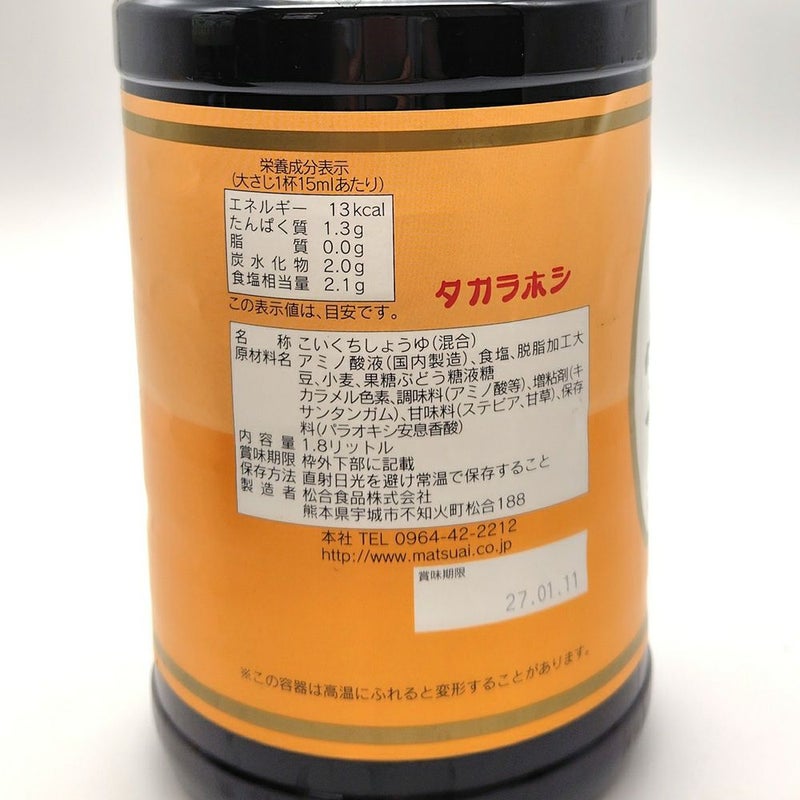 栄養成分表示
(大さじ1杯15mlあたり)
エネルギー 13kcal
たんぱく質 1.3g
脂質 0.0g
炭水化物 2.0g
食塩相当量 2.1g
この表示値は、目安です。
タカラホシ
名称 こいくちしょうゆ(混合)
原材料名 アミノ酸液(国内製造)、食塩、脱脂加工大
豆、小麦、果糖ぶどう糖液糖
カラメル色素、調味料(アミノ酸等)、増粘剤(キ
サンタンガム)、甘味料(ステビア、甘草)、保存
料(パラオキシ安息香酸)
内容量 1.8リットル
賞味期限 枠外下部に記載
保存方法 直射日光を避け常温で保存すること
製造者 松合食品株式会社
熊本県宇城市不知火町松合188
本社 TEL 0964-42-2212
http://www.matsuai.co.jp
賞味期限
27.01.11
※この容器は高温にふれると変形することがあります。